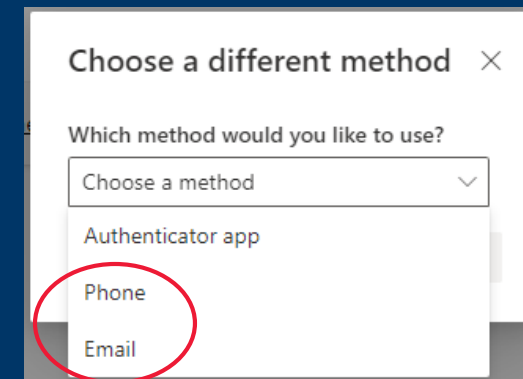 Choose a different method
Which method would you like to use?
Choose a method
Authenticator app
Phone
Email